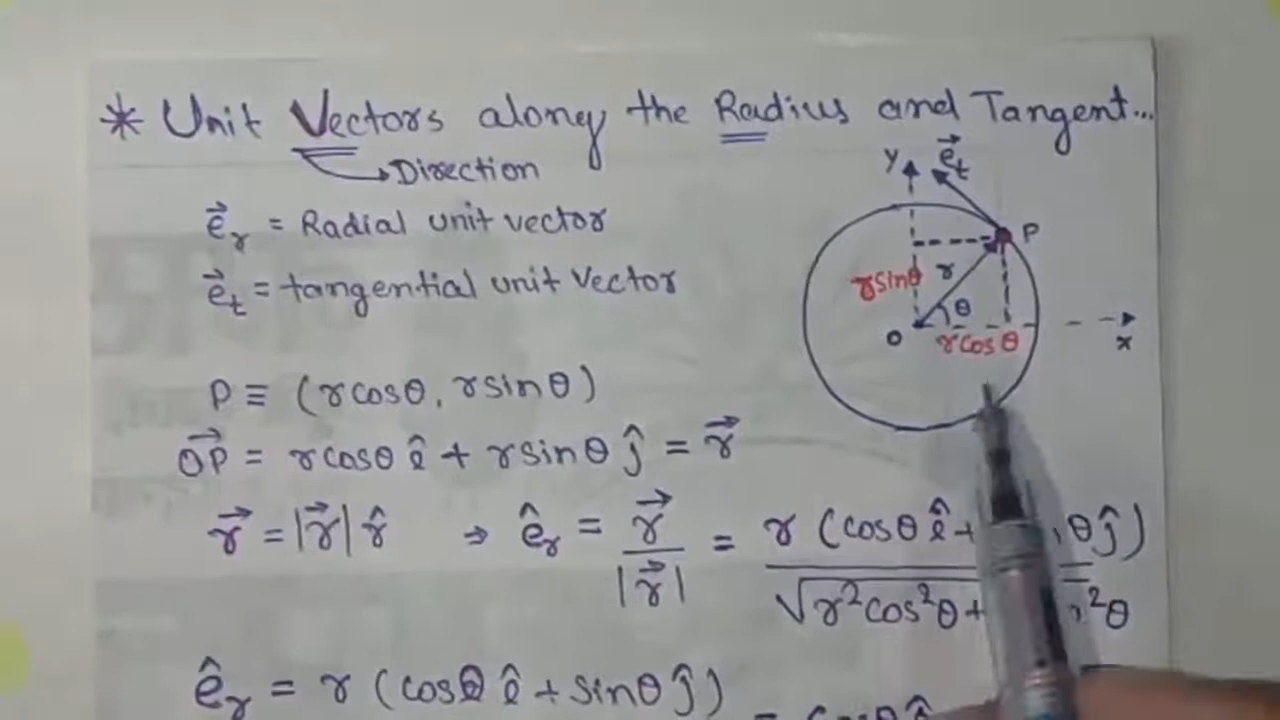 * Unit Vectors along the Radius and Tangent...
Direction
e⃗ᵣ = Radial unit vector
e⃗ₜ = tangential unit Vector
y e⃗ₜ
P
r sinθ r
θ
O r cosθ x
P ≡ (r cosθ, r sinθ)
O⃗P = r cosθ î + r sinθ ĵ = r⃗
r⃗ = |r⃗| r̂ ⇒ êᵣ = r⃗ / |r⃗| = r (cosθ î + θ ĵ) / √r²cos²θ + ²θ
êᵣ = r (cosθ î + sinθ ĵ) =